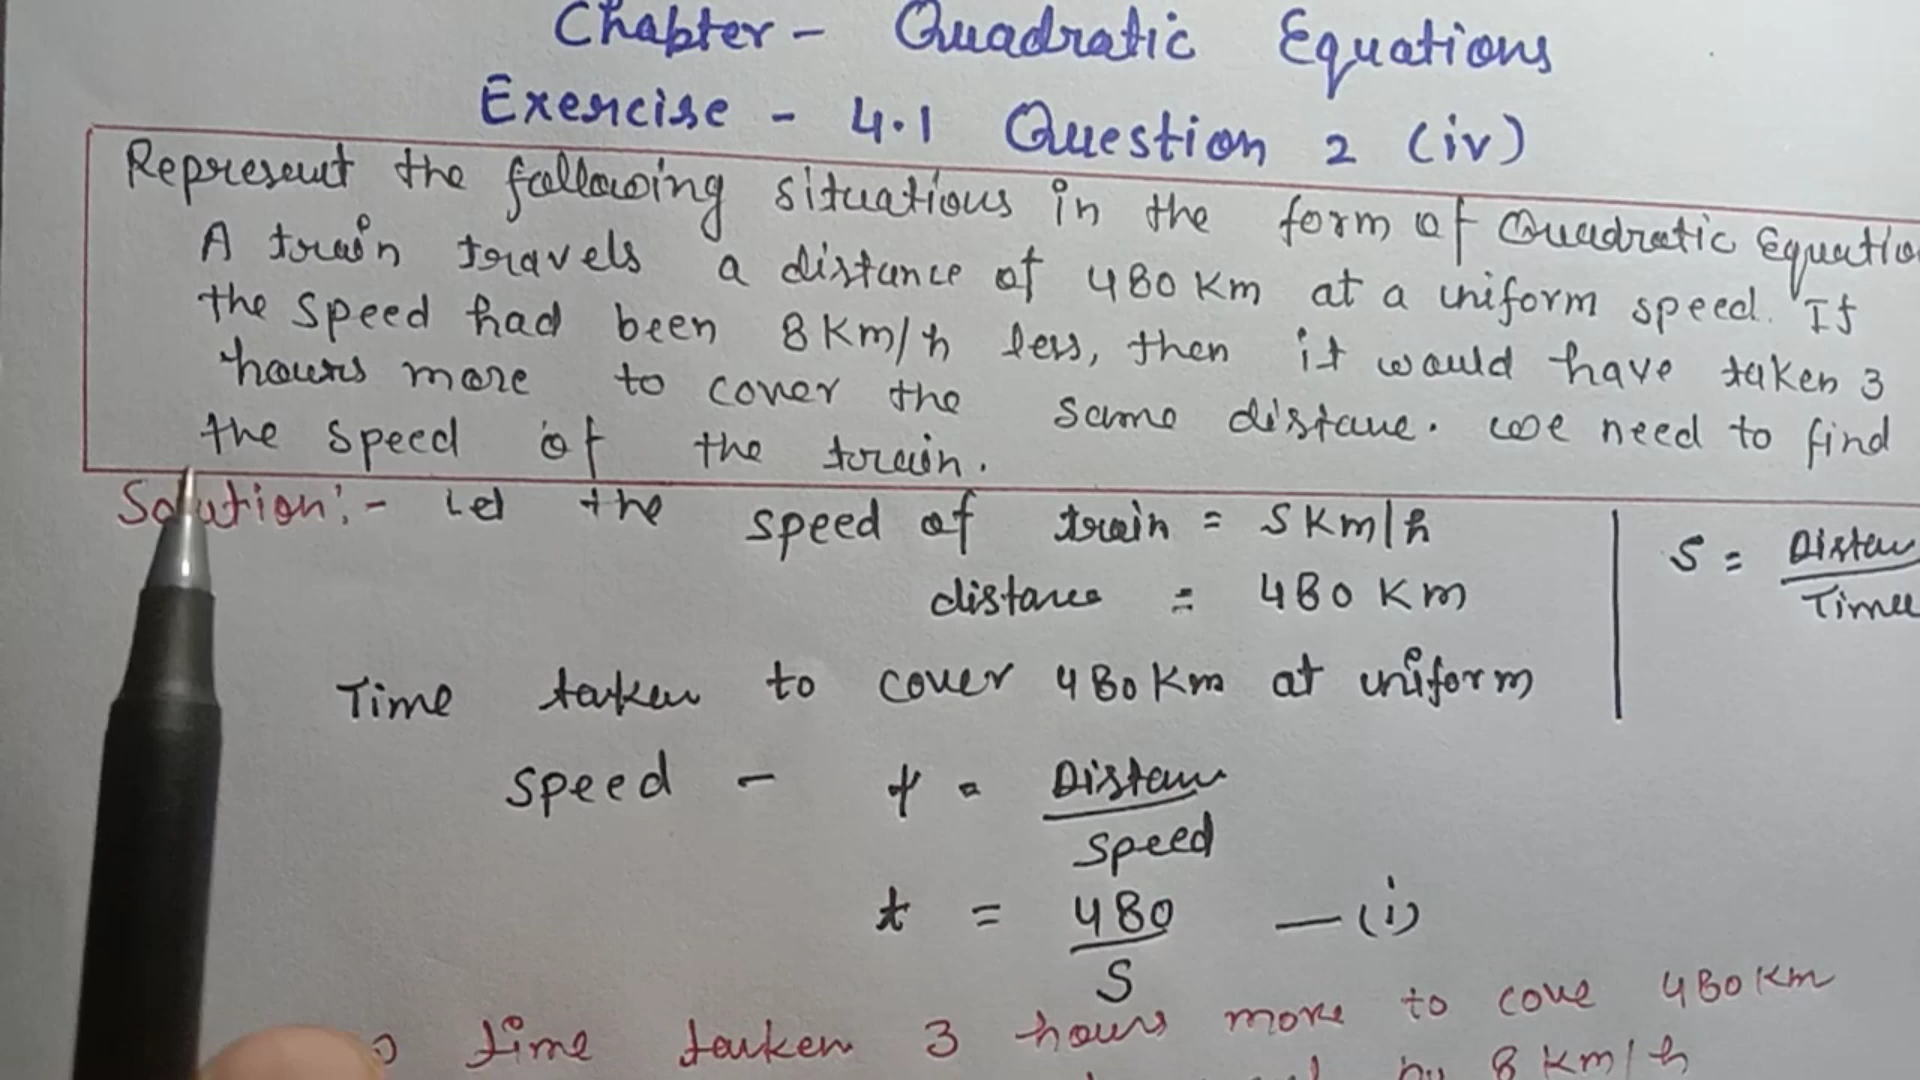 Chapter - Quadratic Equations
Exercise - 4.1 Question 2 (iv)
Represent the following situations in the form of Quadratic Equatio
A train travels a distance of 480 Km at a uniform speed. If
the speed had been 8 Km/h less, then it would have taken 3
hours more to cover the same distance. we need to find
the speed of the train.
Solution:- Let the speed of train = S Km/h
distance = 480 Km
S = Distan
Time
Time taken to cover 480 Km at uniform
speed - t = Distan
Speed
t = 480 — (i)
S
time taken 3 hours more to cove 480 Km
by 8 Km/h